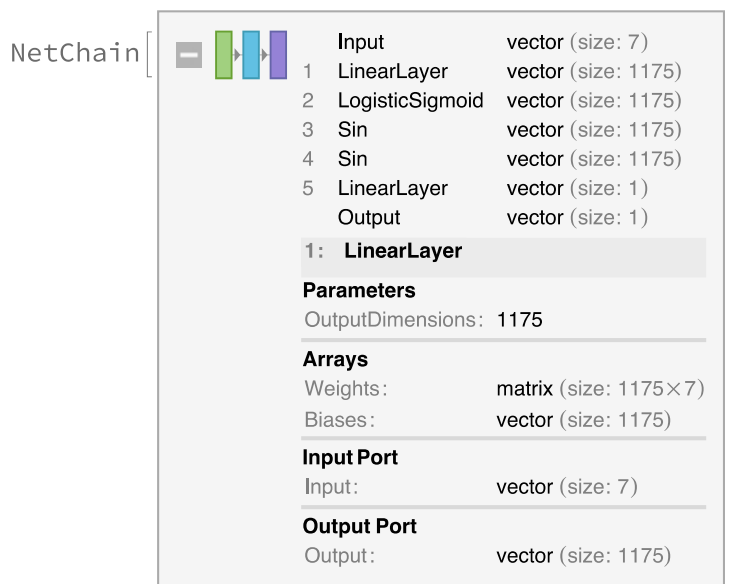 NetChain[
Input vector (size: 7)
1 LinearLayer vector (size: 1175)
2 LogisticSigmoid vector (size: 1175)
3 Sin vector (size: 1175)
4 Sin vector (size: 1175)
5 LinearLayer vector (size: 1)
Output vector (size: 1)
1: LinearLayer
Parameters
OutputDimensions: 1175
Arrays
Weights: matrix (size: 1175×7)
Biases: vector (size: 1175)
Input Port
Input: vector (size: 7)
Output Port
Output: vector (size: 1175)